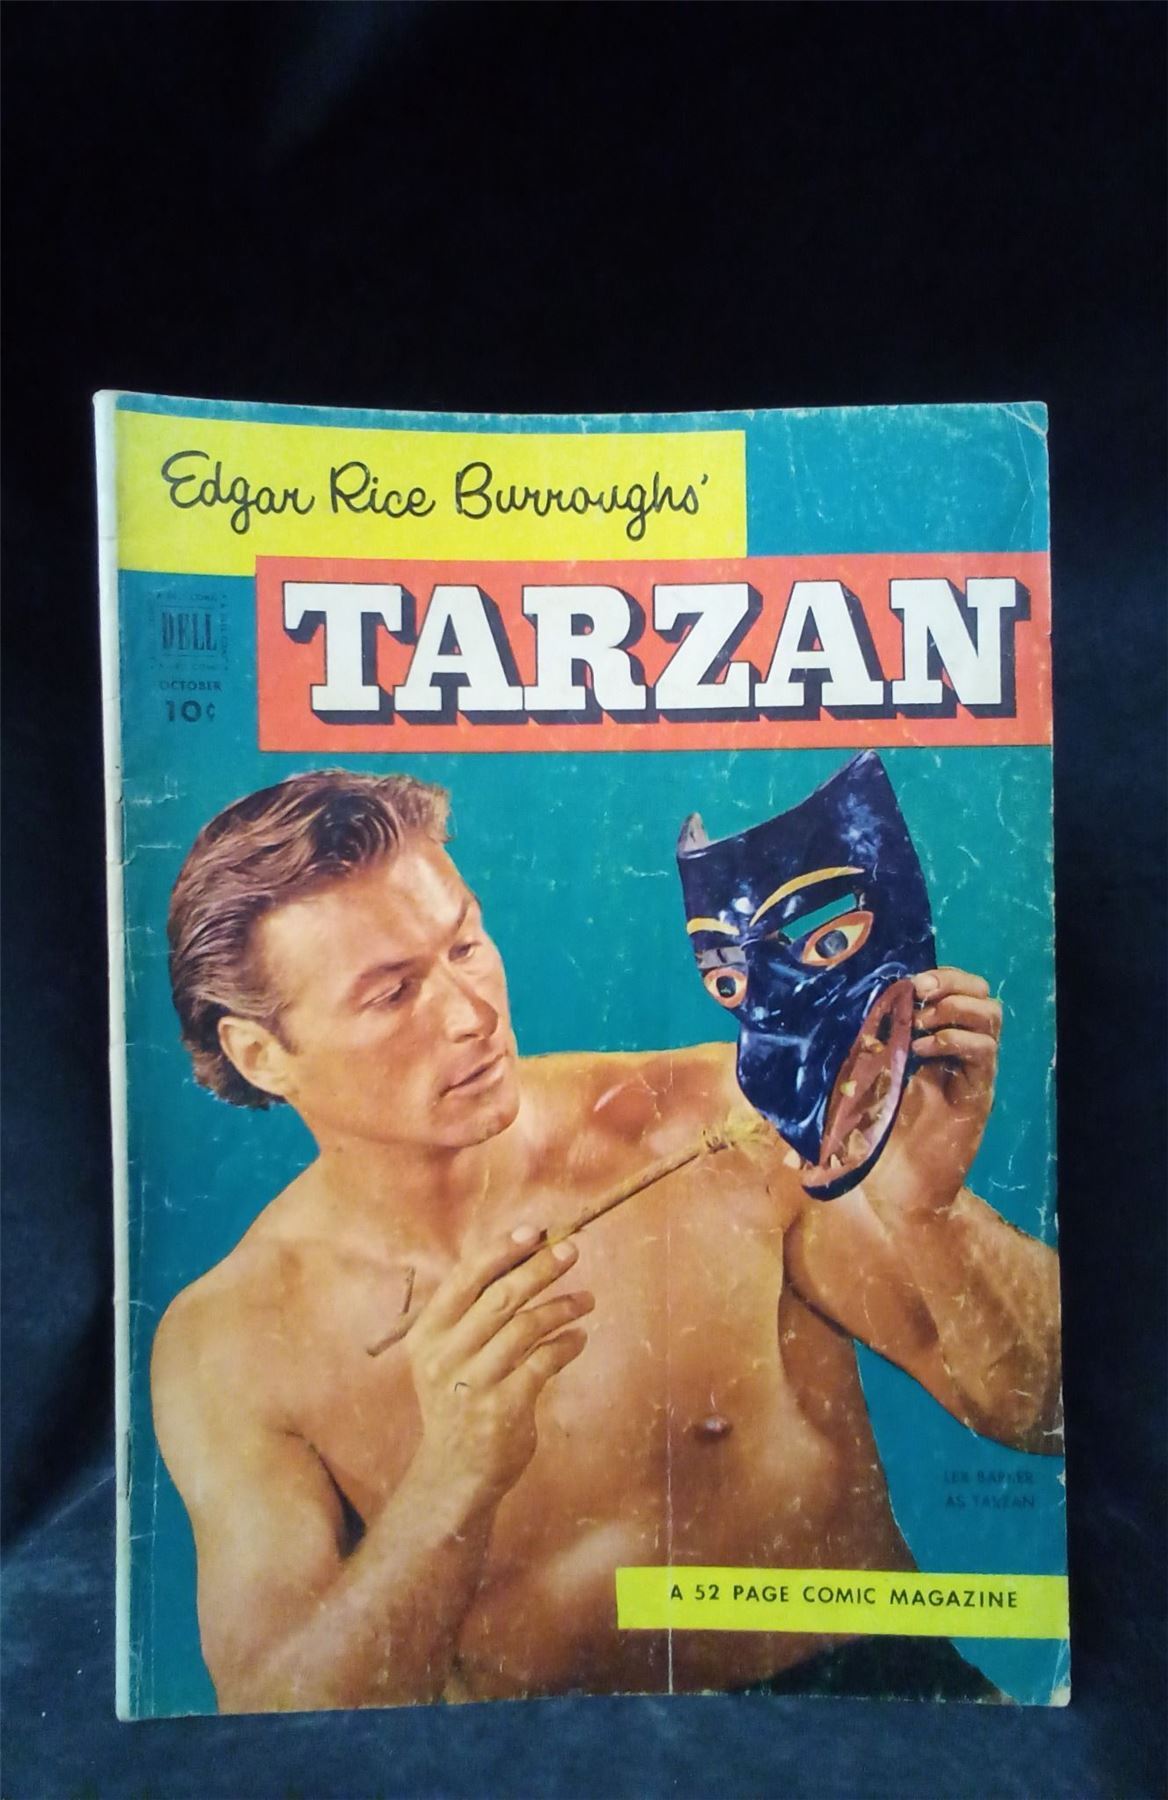 Edgar Rice Burroughs'
TARZAN
DELL
OCTOBER
10¢
LEX BARKER
AS TARZAN
A 52 PAGE COMIC MAGAZINE